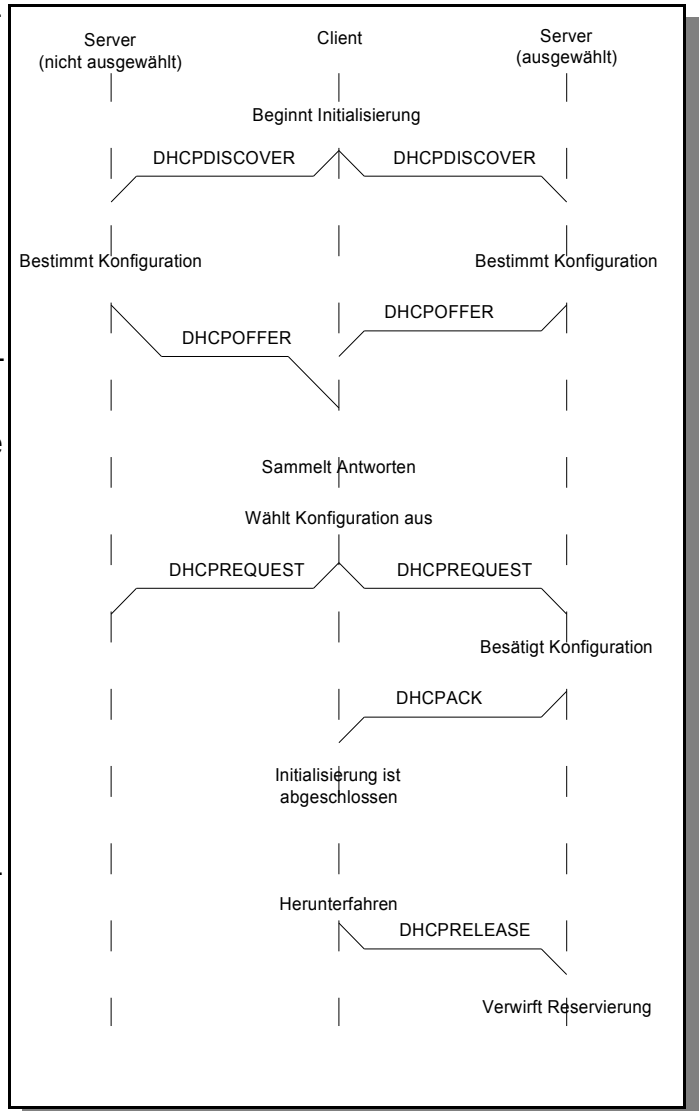 Server
(nicht ausgewählt)
Client
Server
(ausgewählt)
Beginnt Initialisierung
DHCPDISCOVER
DHCPDISCOVER
Bestimmt Konfiguration
Bestimmt Konfiguration
DHCPOFFER
DHCPOFFER
Sammelt Antworten
Wählt Konfiguration aus
DHCPREQUEST
DHCPREQUEST
Besätigt Konfiguration
DHCPACK
Initialisierung ist
abgeschlossen
Herunterfahren
DHCPRELEASE
Verwirft Reservierung